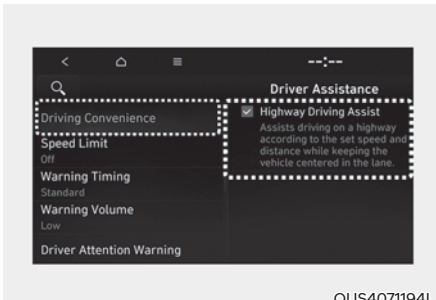 --:--
Driver Assistance
Driving Convenience
Speed Limit
Off
Warning Timing
Standard
Warning Volume
Low
Driver Attention Warning
Highway Driving Assist
Assists driving on a highway
according to the set speed and
distance while keeping the
vehicle centered in the lane.